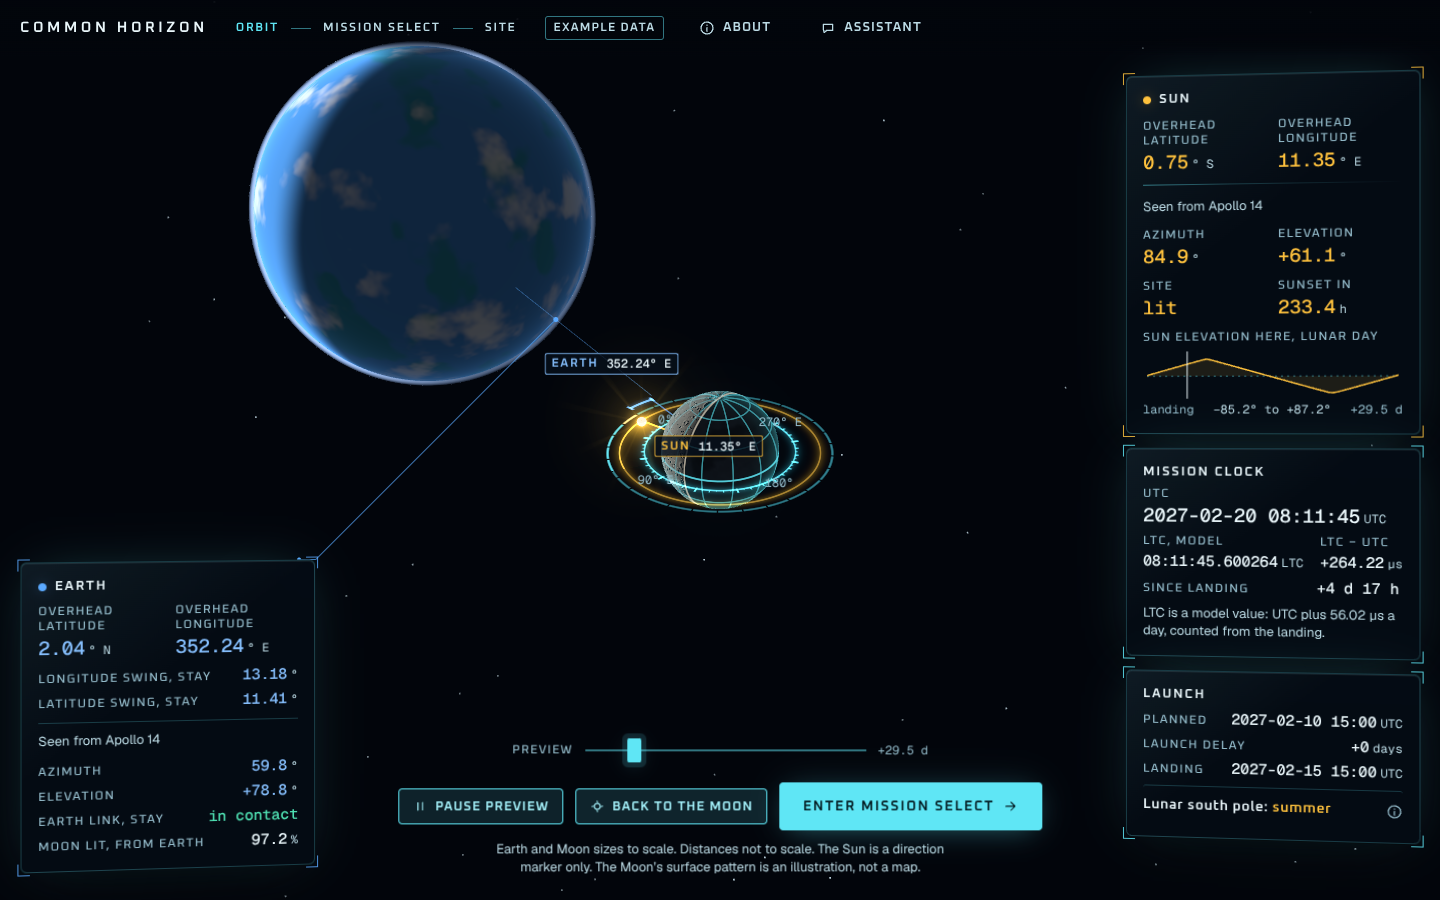 COMMON HORIZON
ORBIT MISSION SELECT SITE EXAMPLE DATA ABOUT ASSISTANT
SUN
OVERHEAD LATITUDE
0.75° S
OVERHEAD LONGITUDE
11.35° E
Seen from Apollo 14
AZIMUTH
84.9°
ELEVATION
+61.1°
SITE
lit
SUNSET IN
233.4 h
SUN ELEVATION HERE, LUNAR DAY
landing −85.2° to +87.2° +29.5 d
EARTH 352.24° E
270° E
SUN 11.35° E
90°
180°
MISSION CLOCK
UTC
2027-02-20 08:11:45 UTC
LTC, MODEL
08:11:45.600264 LTC
LTC − UTC
+264.22 µs
SINCE LANDING +4 d 17 h
LTC is a model value: UTC plus 56.02 µs a
day, counted from the landing.
EARTH
OVERHEAD LATITUDE
2.04° N
OVERHEAD LONGITUDE
352.24° E
LONGITUDE SWING, STAY 13.18°
LATITUDE SWING, STAY 11.41°
Seen from Apollo 14
AZIMUTH 59.8°
ELEVATION +78.8°
EARTH LINK, STAY in contact
MOON LIT, FROM EARTH 97.2 %
LAUNCH
PLANNED 2027-02-10 15:00 UTC
LAUNCH DELAY +0 days
LANDING 2027-02-15 15:00 UTC
Lunar south pole: summer
PREVIEW +29.5 d
PAUSE PREVIEW
BACK TO THE MOON
ENTER MISSION SELECT →
Earth and Moon sizes to scale. Distances not to scale. The Sun is a direction
marker only. The Moon's surface pattern is an illustration, not a map.